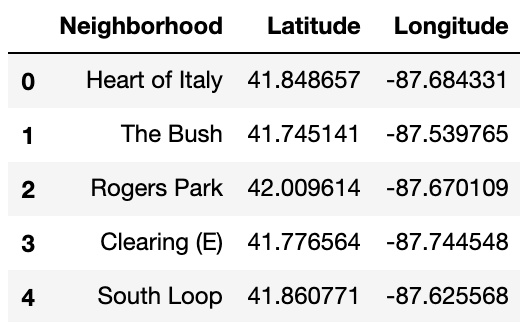 Neighborhood Latitude Longitude
0 Heart of Italy 41.848657 -87.684331
1 The Bush 41.745141 -87.539765
2 Rogers Park 42.009614 -87.670109
3 Clearing (E) 41.776564 -87.744548
4 South Loop 41.860771 -87.625568